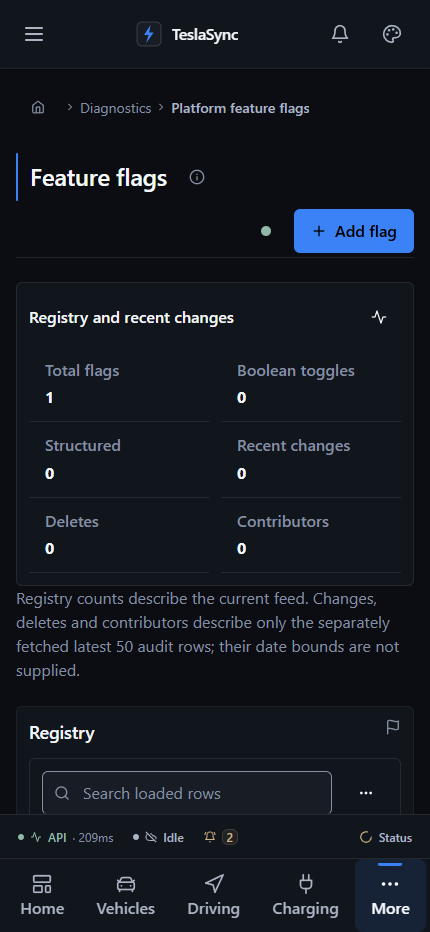 TeslaSync
Diagnostics Platform feature flags
Feature flags
Add flag
Registry and recent changes
Total flags
1
Boolean toggles
0
Structured
0
Recent changes
0
Deletes
0
Contributors
0
Registry counts describe the current feed. Changes,
deletes and contributors describe only the separately
fetched latest 50 audit rows; their date bounds are not
supplied.
Registry
Search loaded rows
API · 209ms Idle 2 Status
Home Vehicles Driving Charging More